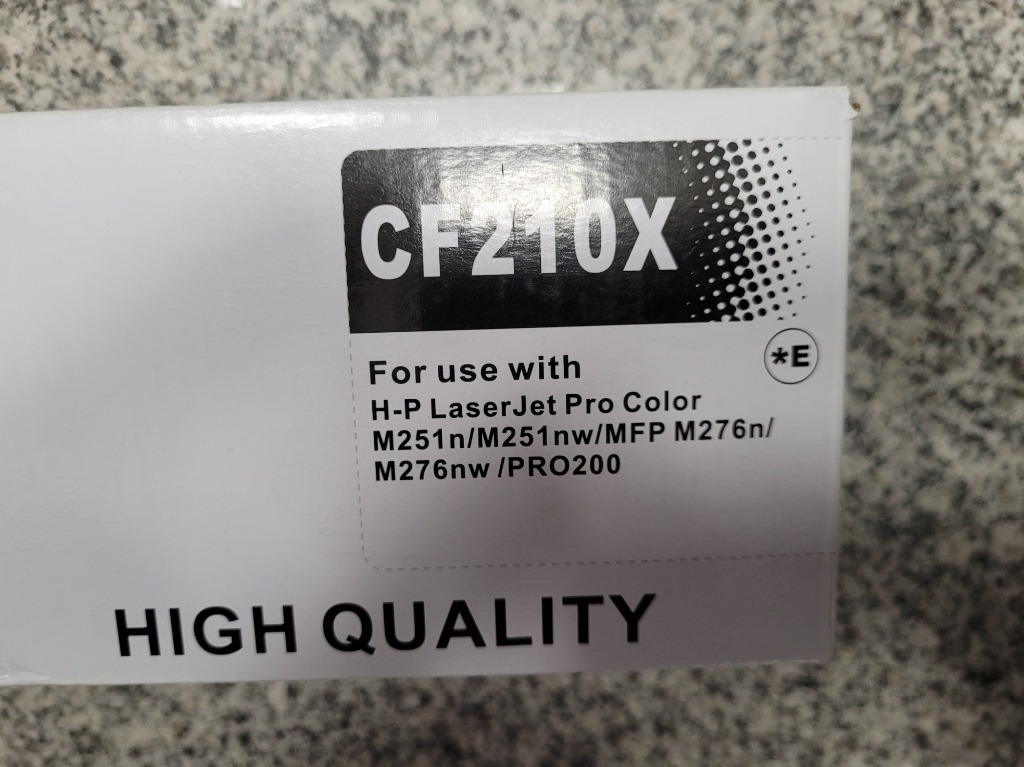 CF210X
*E
For use with
H-P LaserJet Pro Color
M251n/M251nw/MFP M276n/
M276nw /PRO200
HIGH QUALITY